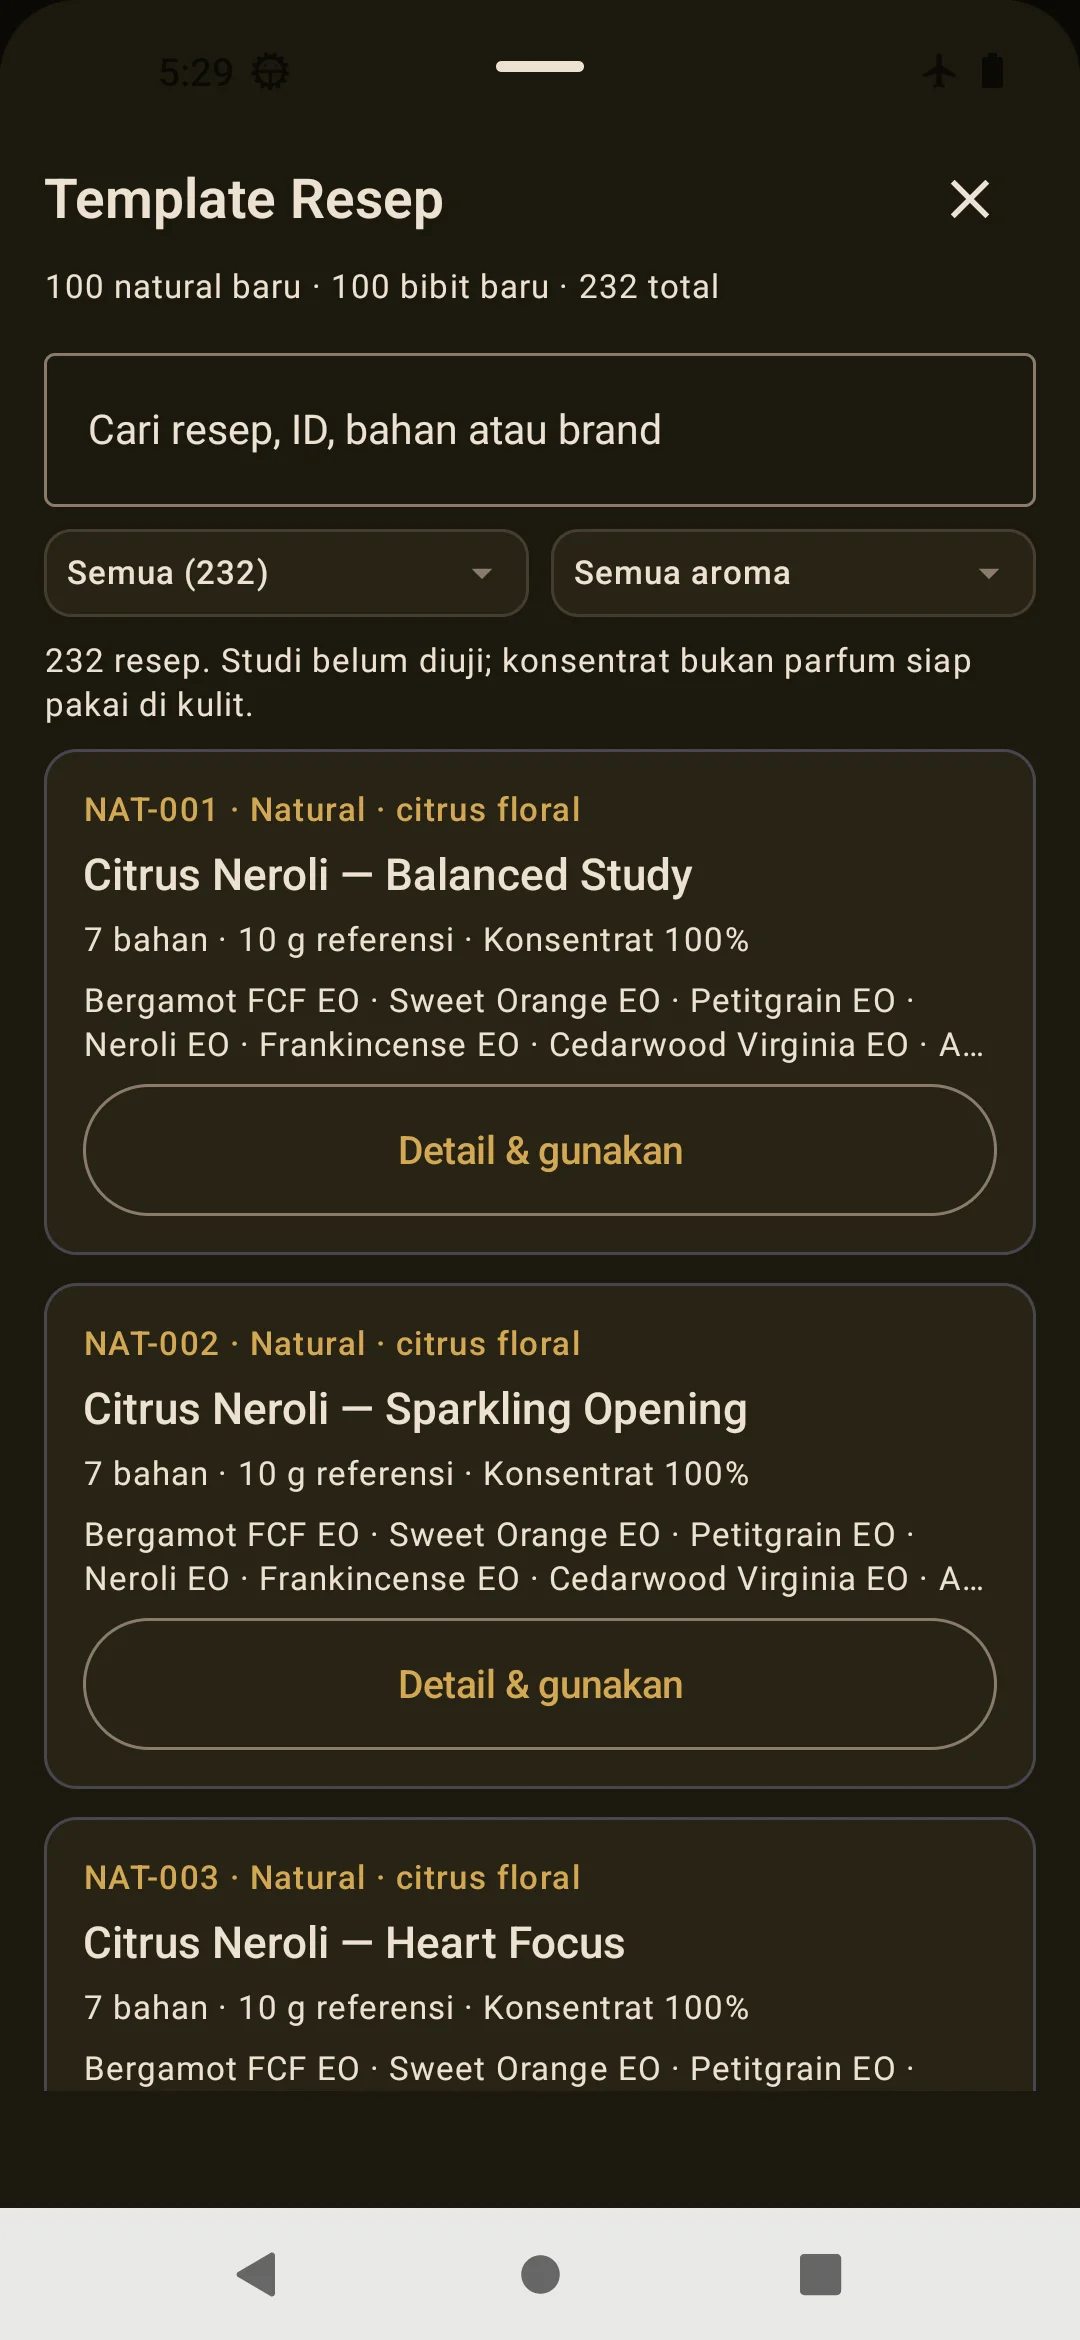 5:29
Template Resep
100 natural baru · 100 bibit baru · 232 total
Cari resep, ID, bahan atau brand
Semua (232)
Semua aroma
232 resep. Studi belum diuji; konsentrat bukan parfum siap
pakai di kulit.
NAT-001 · Natural · citrus floral
Citrus Neroli — Balanced Study
7 bahan · 10 g referensi · Konsentrat 100%
Bergamot FCF EO · Sweet Orange EO · Petitgrain EO ·
Neroli EO · Frankincense EO · Cedarwood Virginia EO · A...
Detail & gunakan
NAT-002 · Natural · citrus floral
Citrus Neroli — Sparkling Opening
7 bahan · 10 g referensi · Konsentrat 100%
Bergamot FCF EO · Sweet Orange EO · Petitgrain EO ·
Neroli EO · Frankincense EO · Cedarwood Virginia EO · A...
Detail & gunakan
NAT-003 · Natural · citrus floral
Citrus Neroli — Heart Focus
7 bahan · 10 g referensi · Konsentrat 100%
Bergamot FCF EO · Sweet Orange EO · Petitgrain EO ·